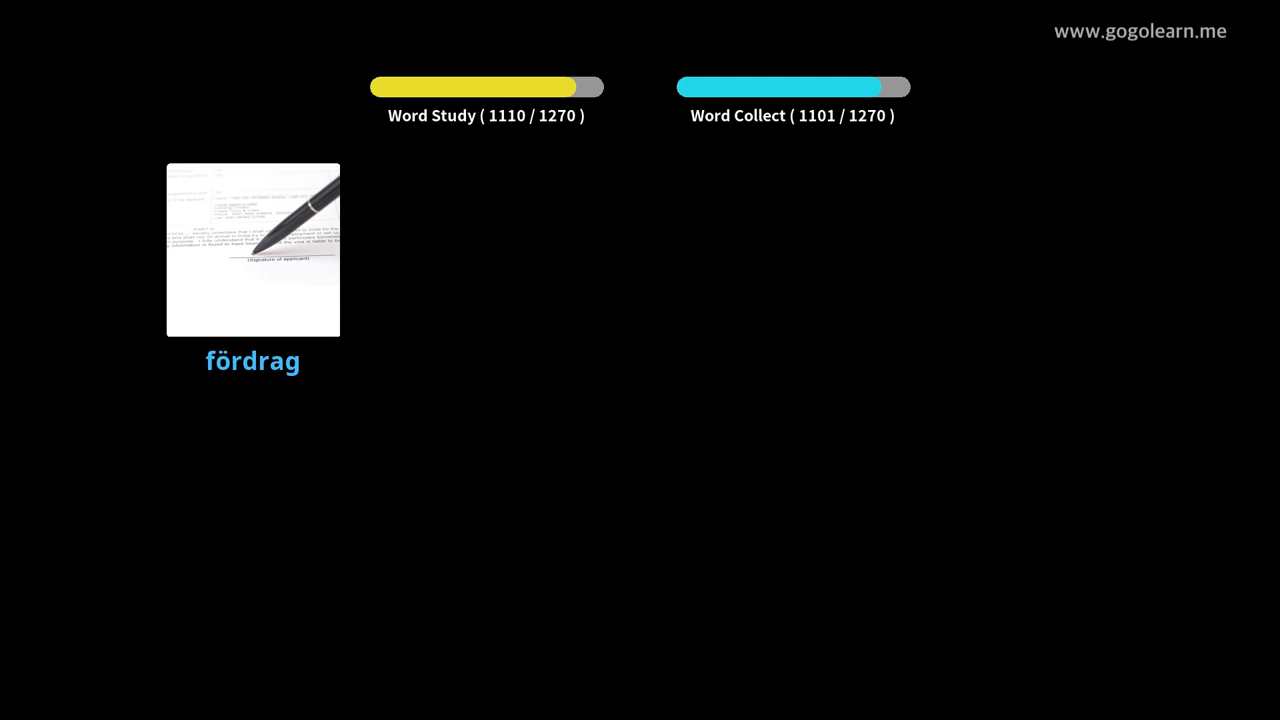 www.gogolearn.me
Word Study ( 1110 / 1270 )
Word Collect ( 1101 / 1270 )
(Signature of applicant)
fördrag